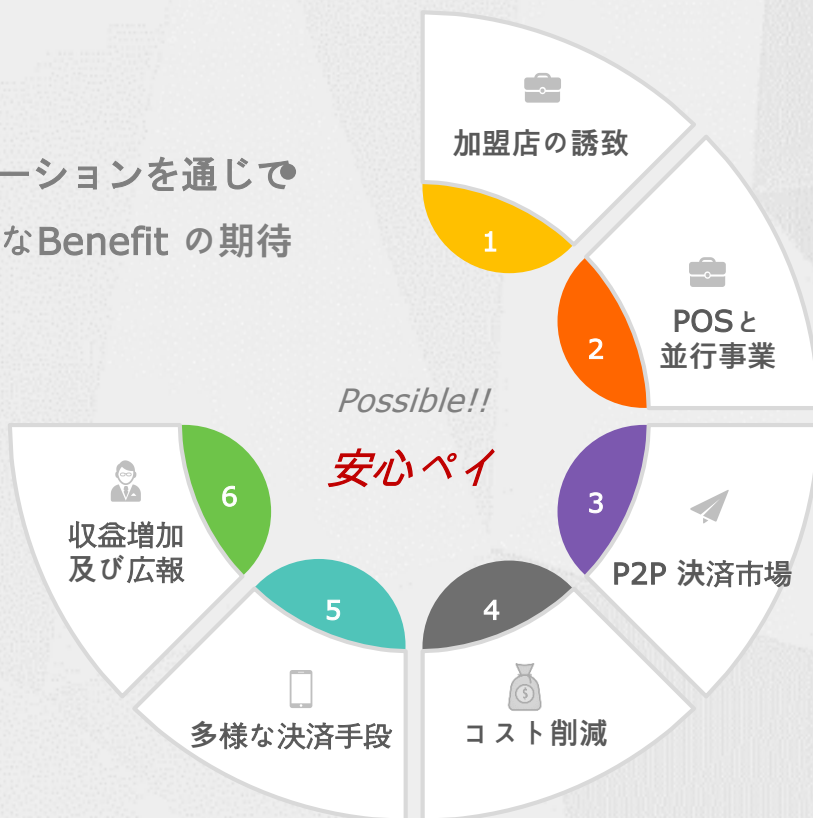 ーションを通じて
なBenefit の期待
加盟店の誘致
1
POSと
並行事業
2
Possible!!
安心ペイ
3
P2P 決済市場
6
収益増加
及び広報
5
多様な決済手段
4
コスト削減